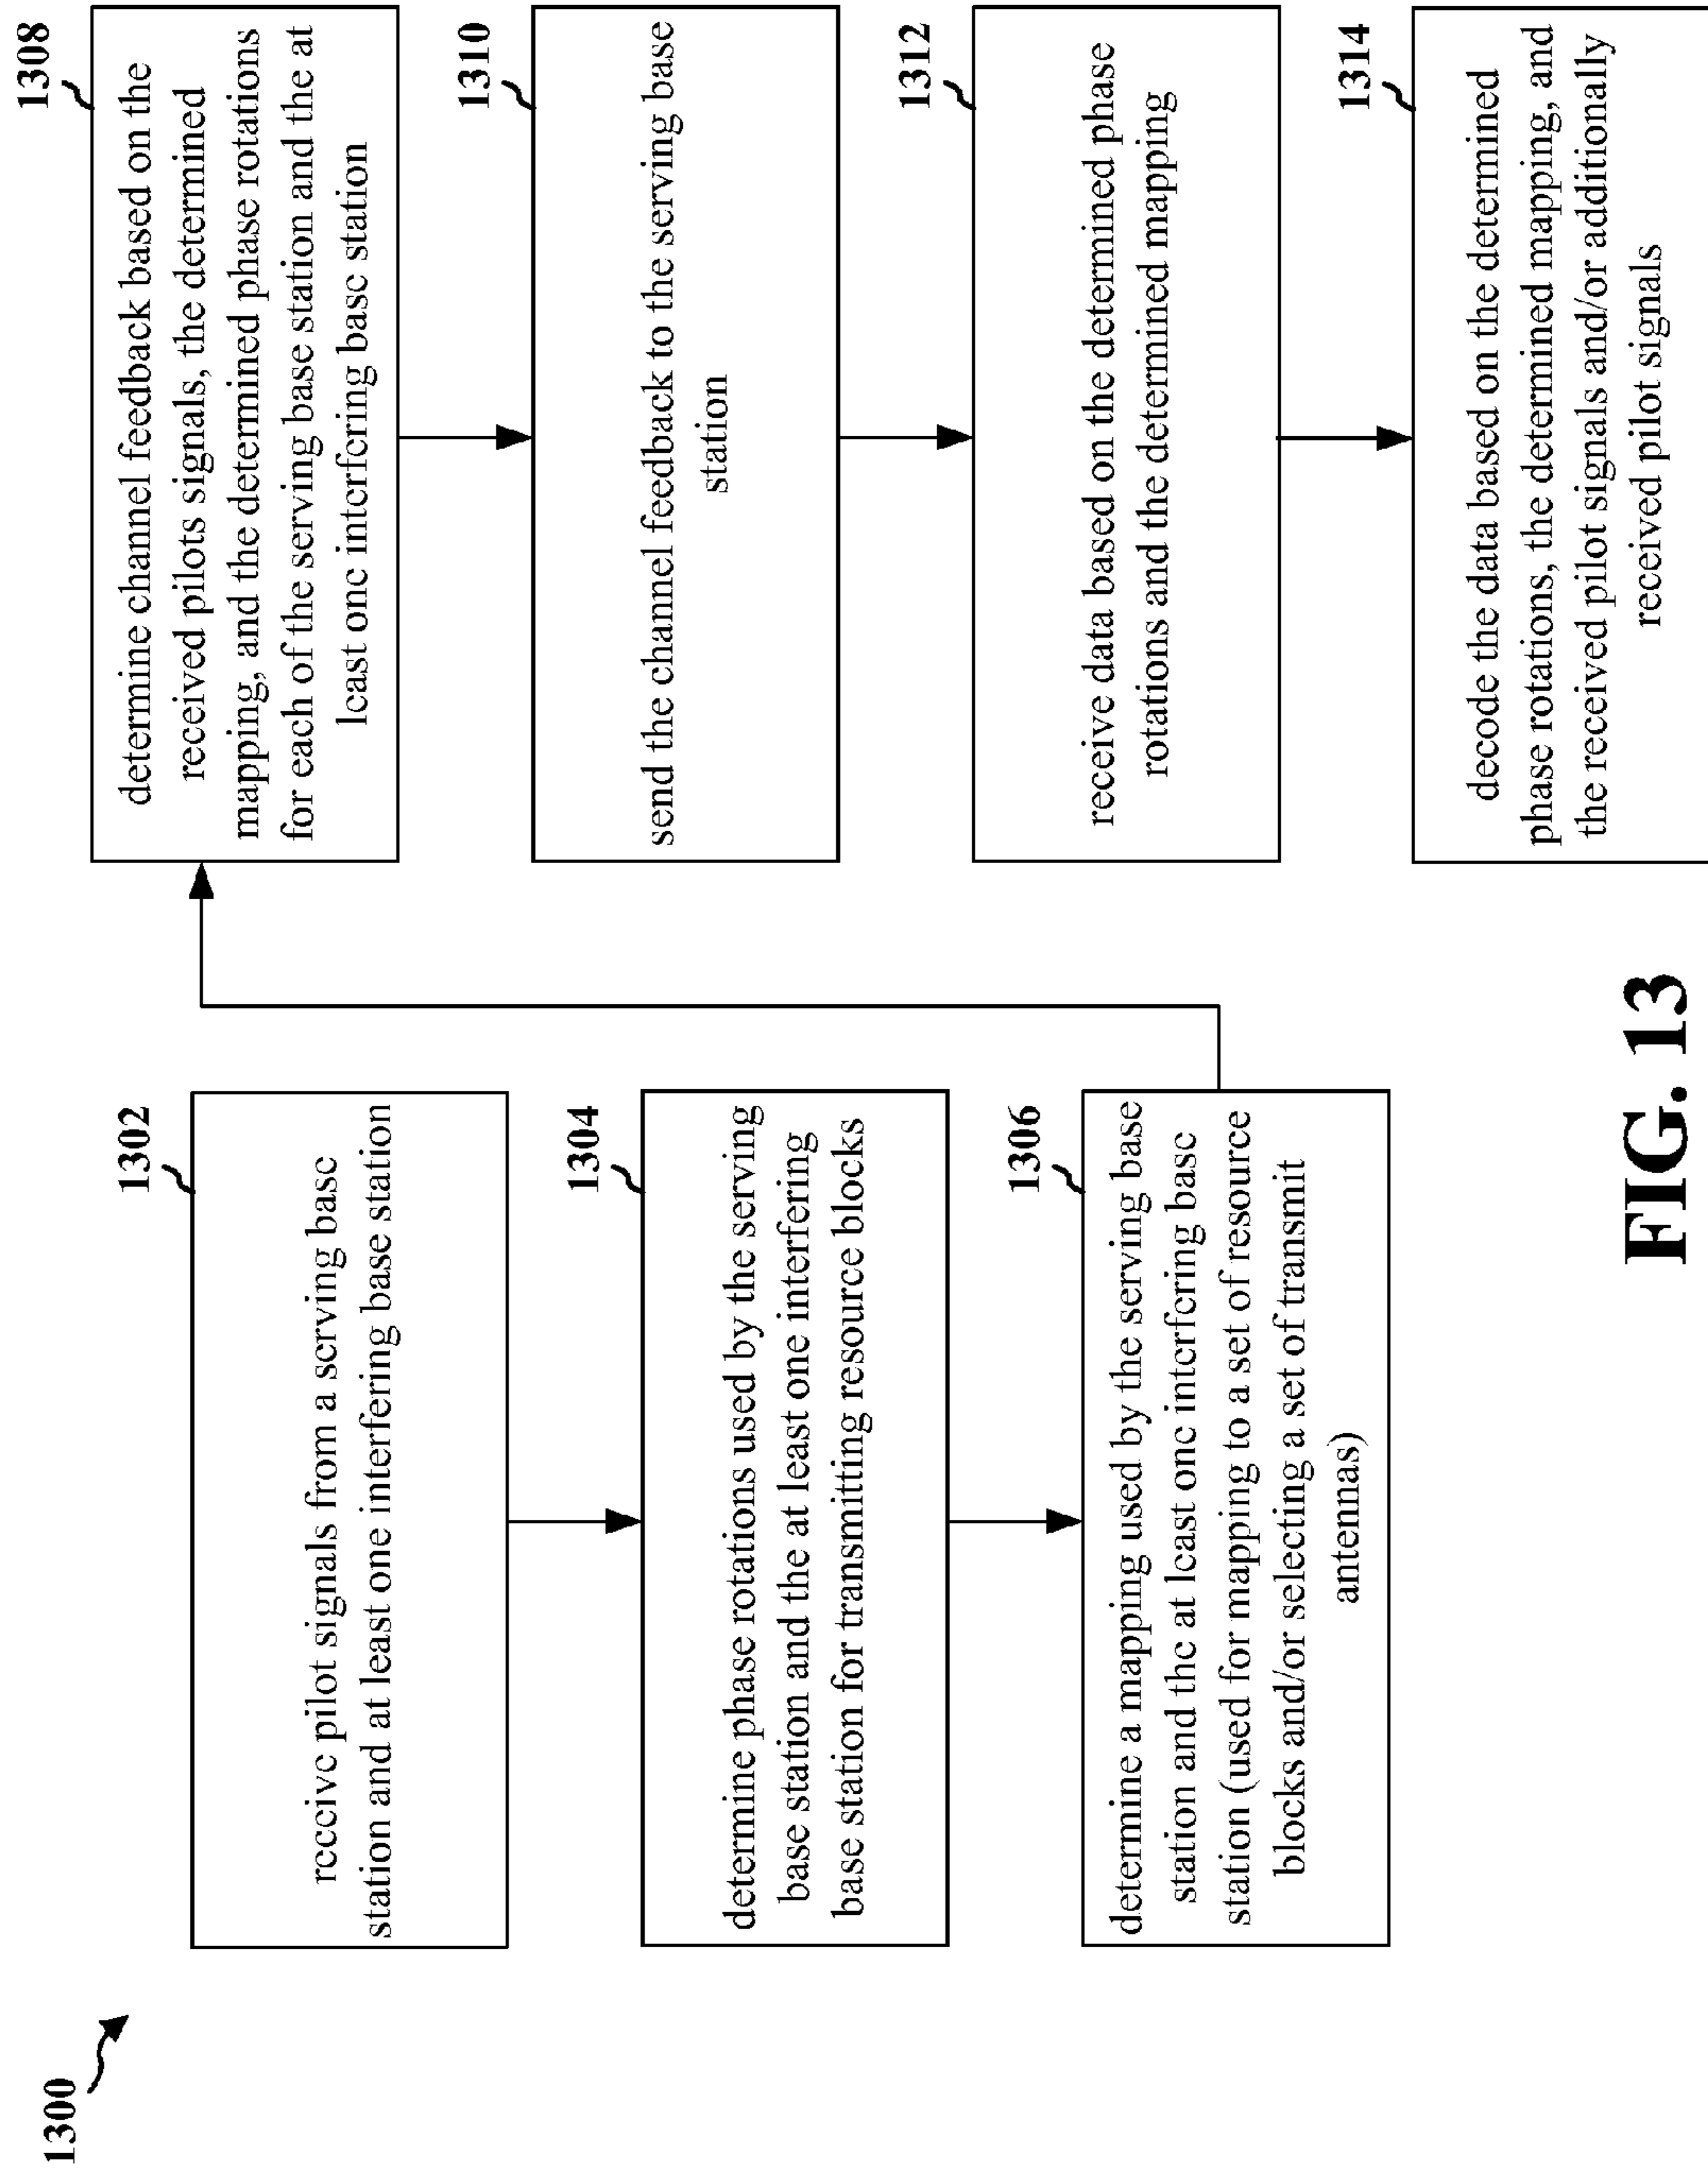 1300
1302
receive pilot signals from a serving base
station and at least one interfering base station
1304
determine phase rotations used by the serving
base station and the at least one interfering
base station for transmitting resource blocks
1306
determine a mapping used by the serving base
station and the at least one interfering base
station (used for mapping to a set of resource
blocks and/or selecting a set of transmit
antennas)
1308
determine channel feedback based on the
received pilots signals, the determined
mapping, and the determined phase rotations
for each of the serving base station and the at
least one interfering base station
1310
send the channel feedback to the serving base
station
1312
receive data based on the determined phase
rotations and the determined mapping
1314
decode the data based on the determined
phase rotations, the determined mapping, and
the received pilot signals and/or additionally
received pilot signals
FIG. 13